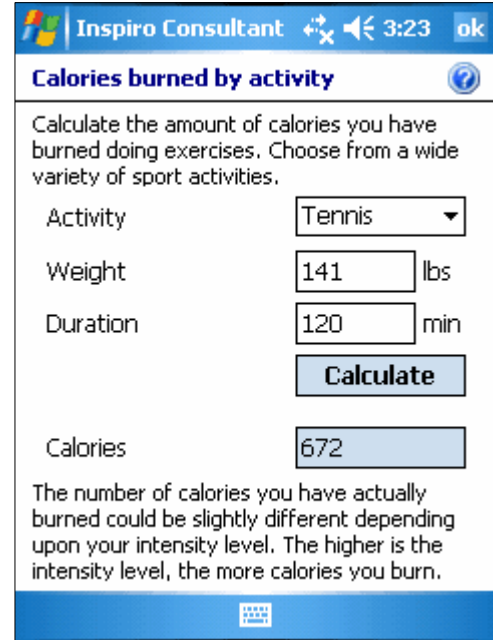 Inspiro Consultant 3:23 ok
Calories burned by activity
Calculate the amount of calories you have
burned doing exercises. Choose from a wide
variety of sport activities.
Activity Tennis
Weight 141 lbs
Duration 120 min
Calculate
Calories 672
The number of calories you have actually
burned could be slightly different depending
upon your intensity level. The higher is the
intensity level, the more calories you burn.